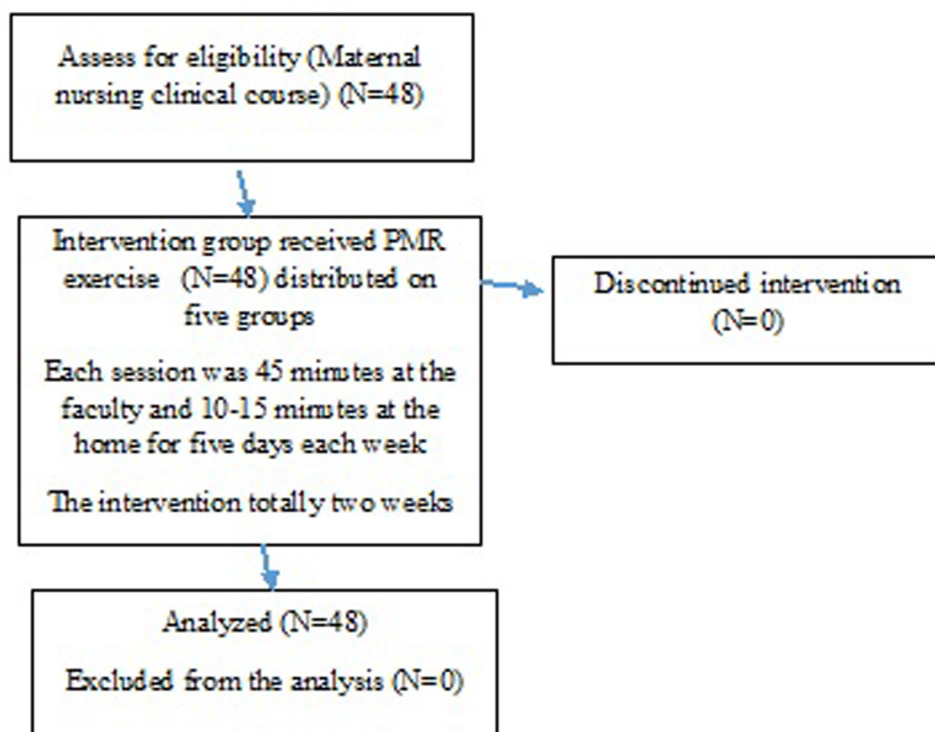 Assess for eligibility (Maternal
nursing clinical course) (N=48)
Intervention group received PMR
exercise (N=48) distributed on
five groups
Each session was 45 minutes at the
faculty and 10-15 minutes at the
home for five days each week
The intervention totally two weeks
Discontinued intervention
(N=0)
Analyzed (N=48)
Excluded from the analysis (N=0)